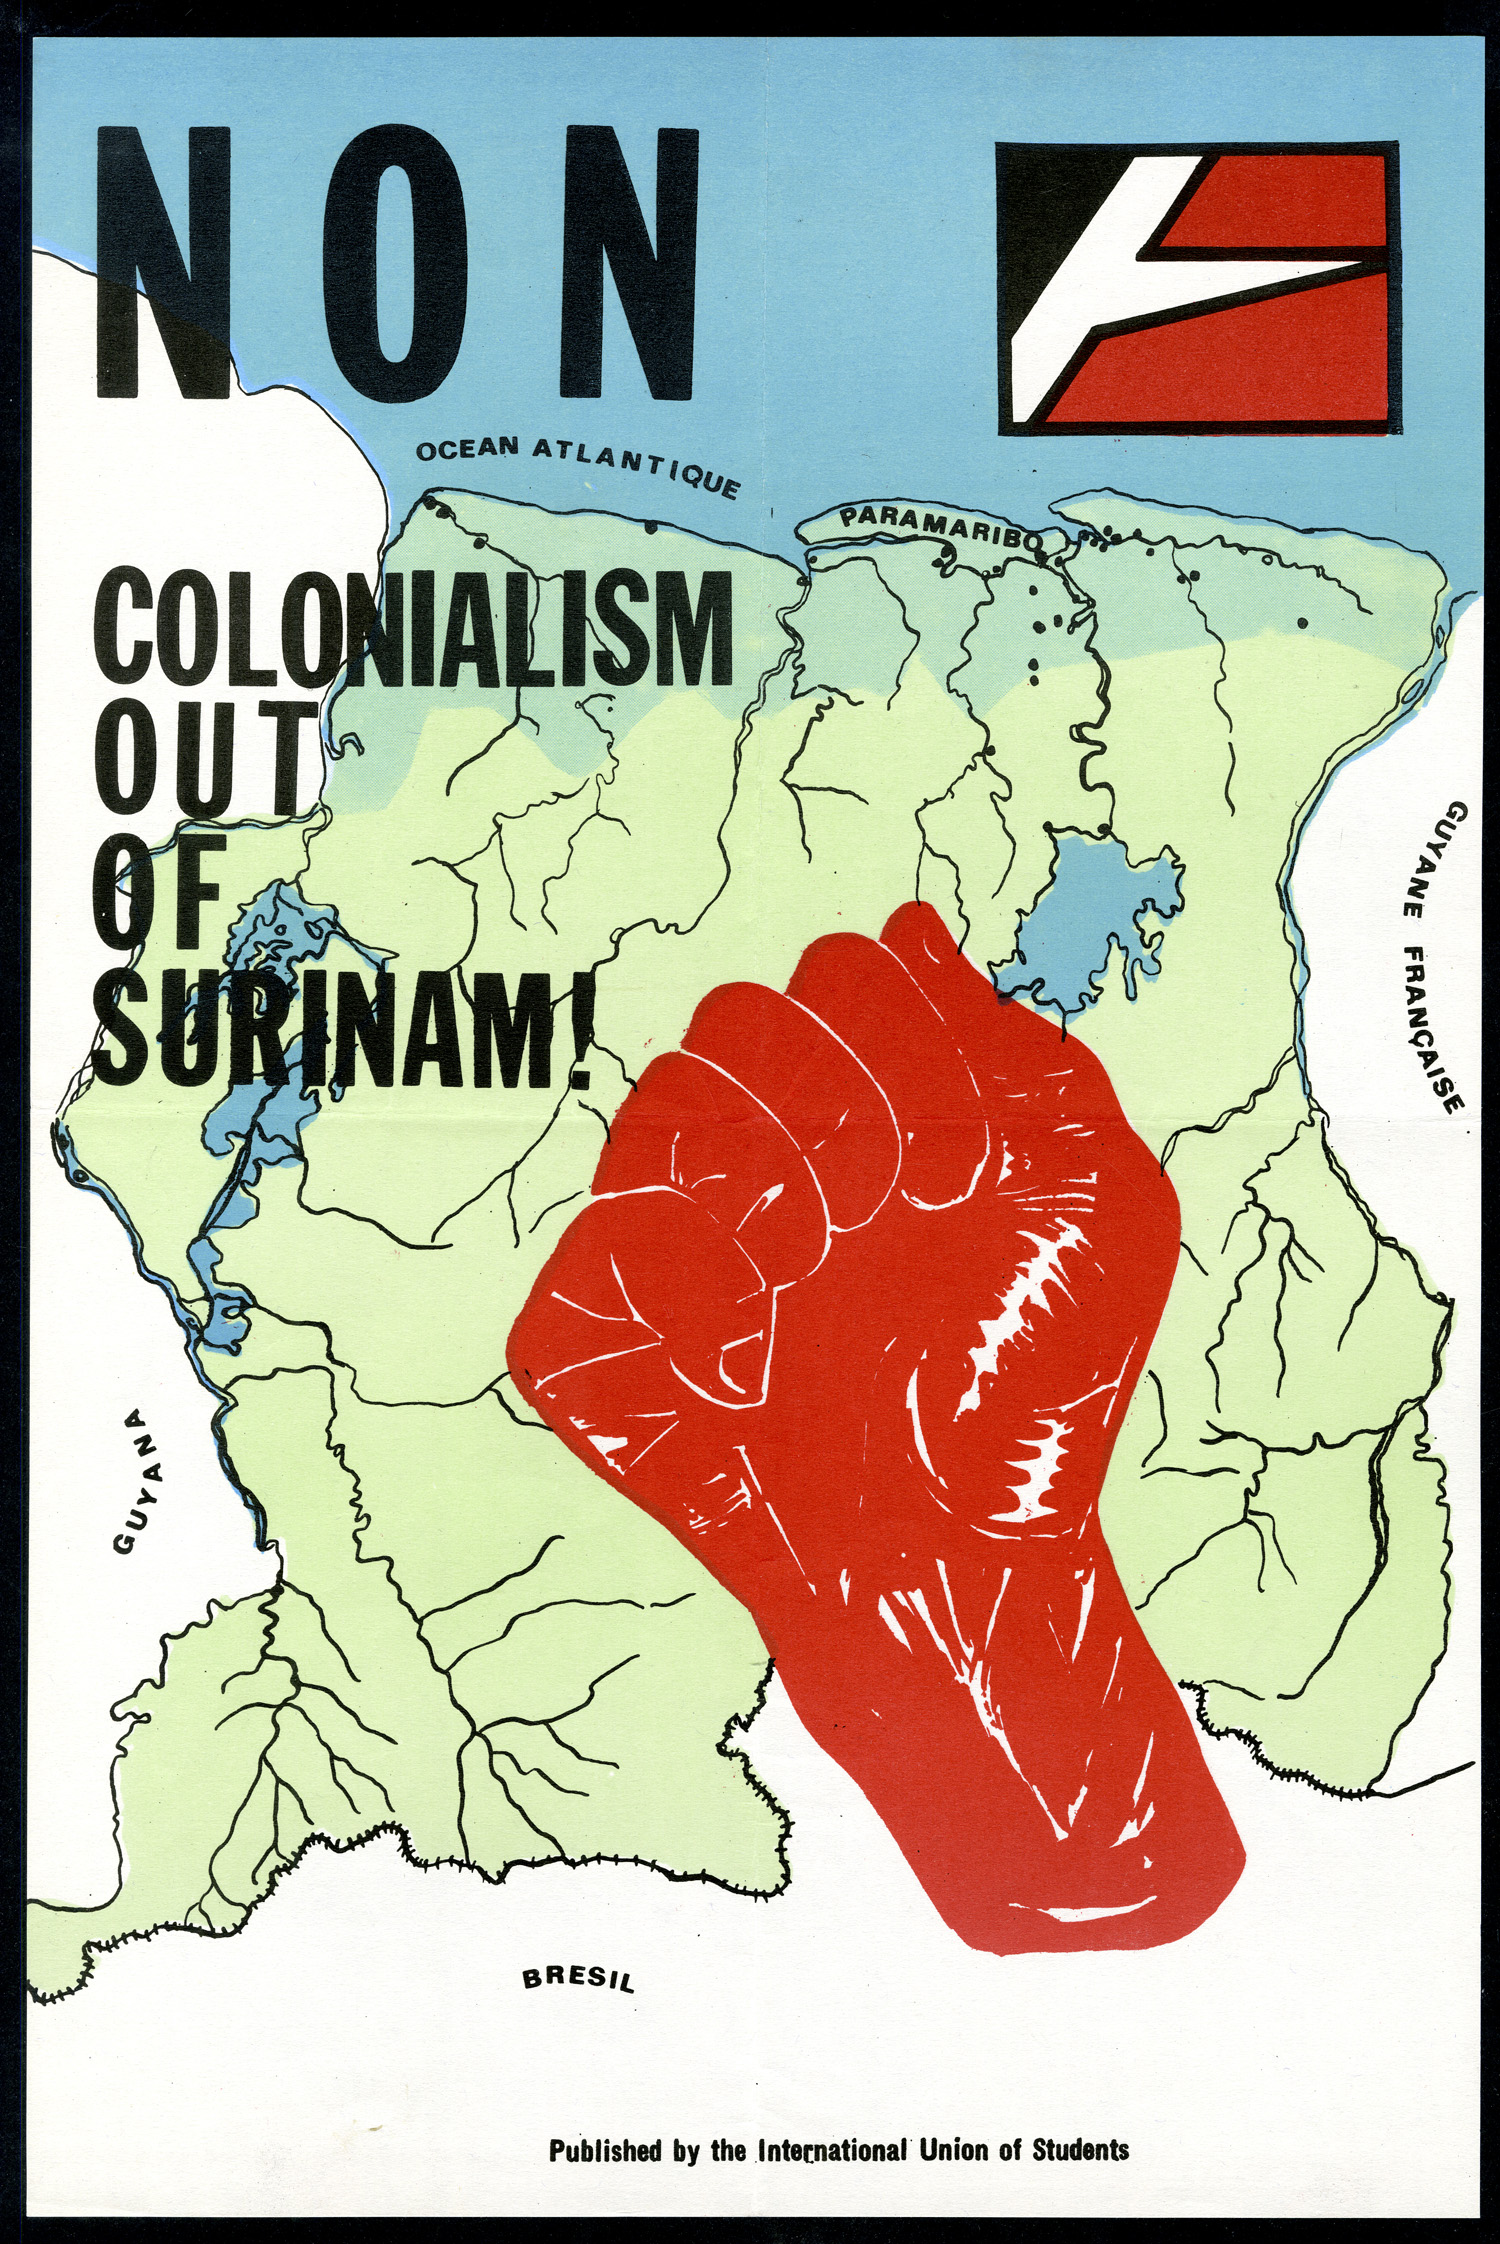 NON
OCEAN ATLANTIQUE
PARAMARIBO
COLONIALISM
OUT
OF
SURINAM!
GUYANE FRANÇAISE
GUYANA
BRESIL
Published by the International Union of Students